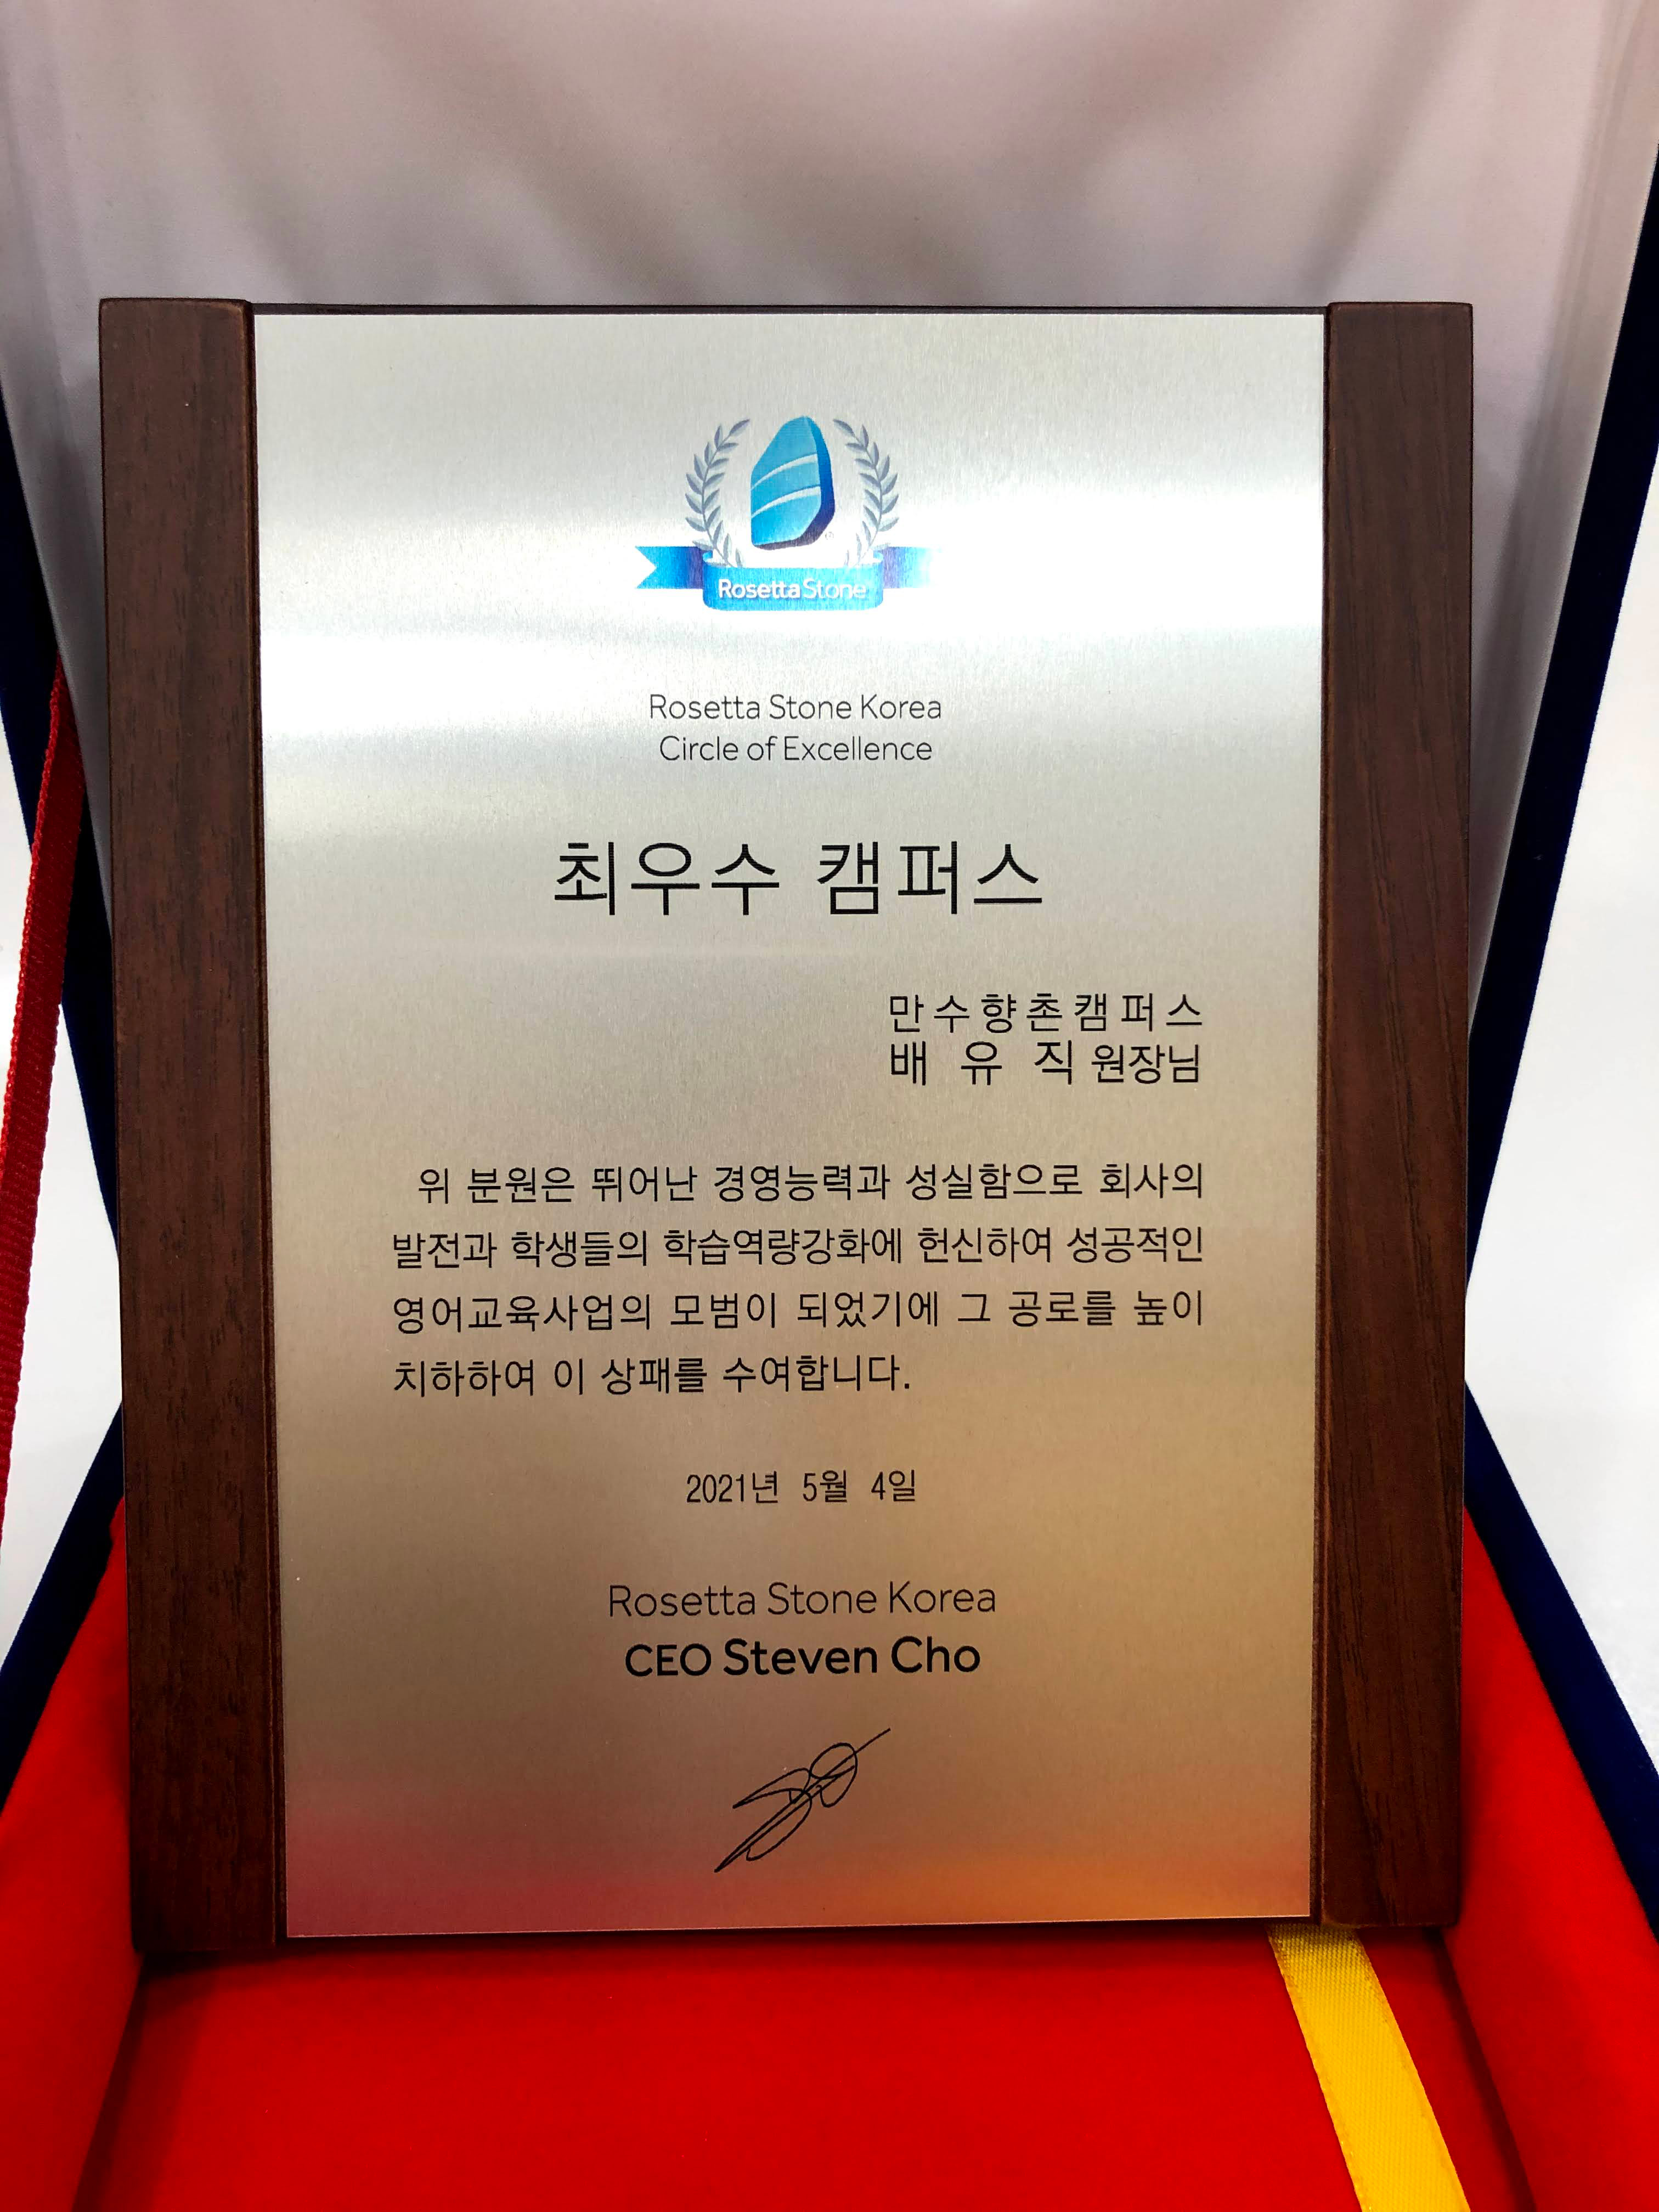 RosettaStone
Rosetta Stone Korea
Circle of Excellence
최우수 캠퍼스
만수향촌캠퍼스
배 유 직 원장님
위 분원은 뛰어난 경영능력과 성실함으로 회사의
발전과 학생들의 학습역량강화에 헌신하여 성공적인
영어교육사업의 모범이 되었기에 그 공로를 높이
치하하여 이 상패를 수여합니다.
2021년 5월 4일
Rosetta Stone Korea
CEO Steven Cho